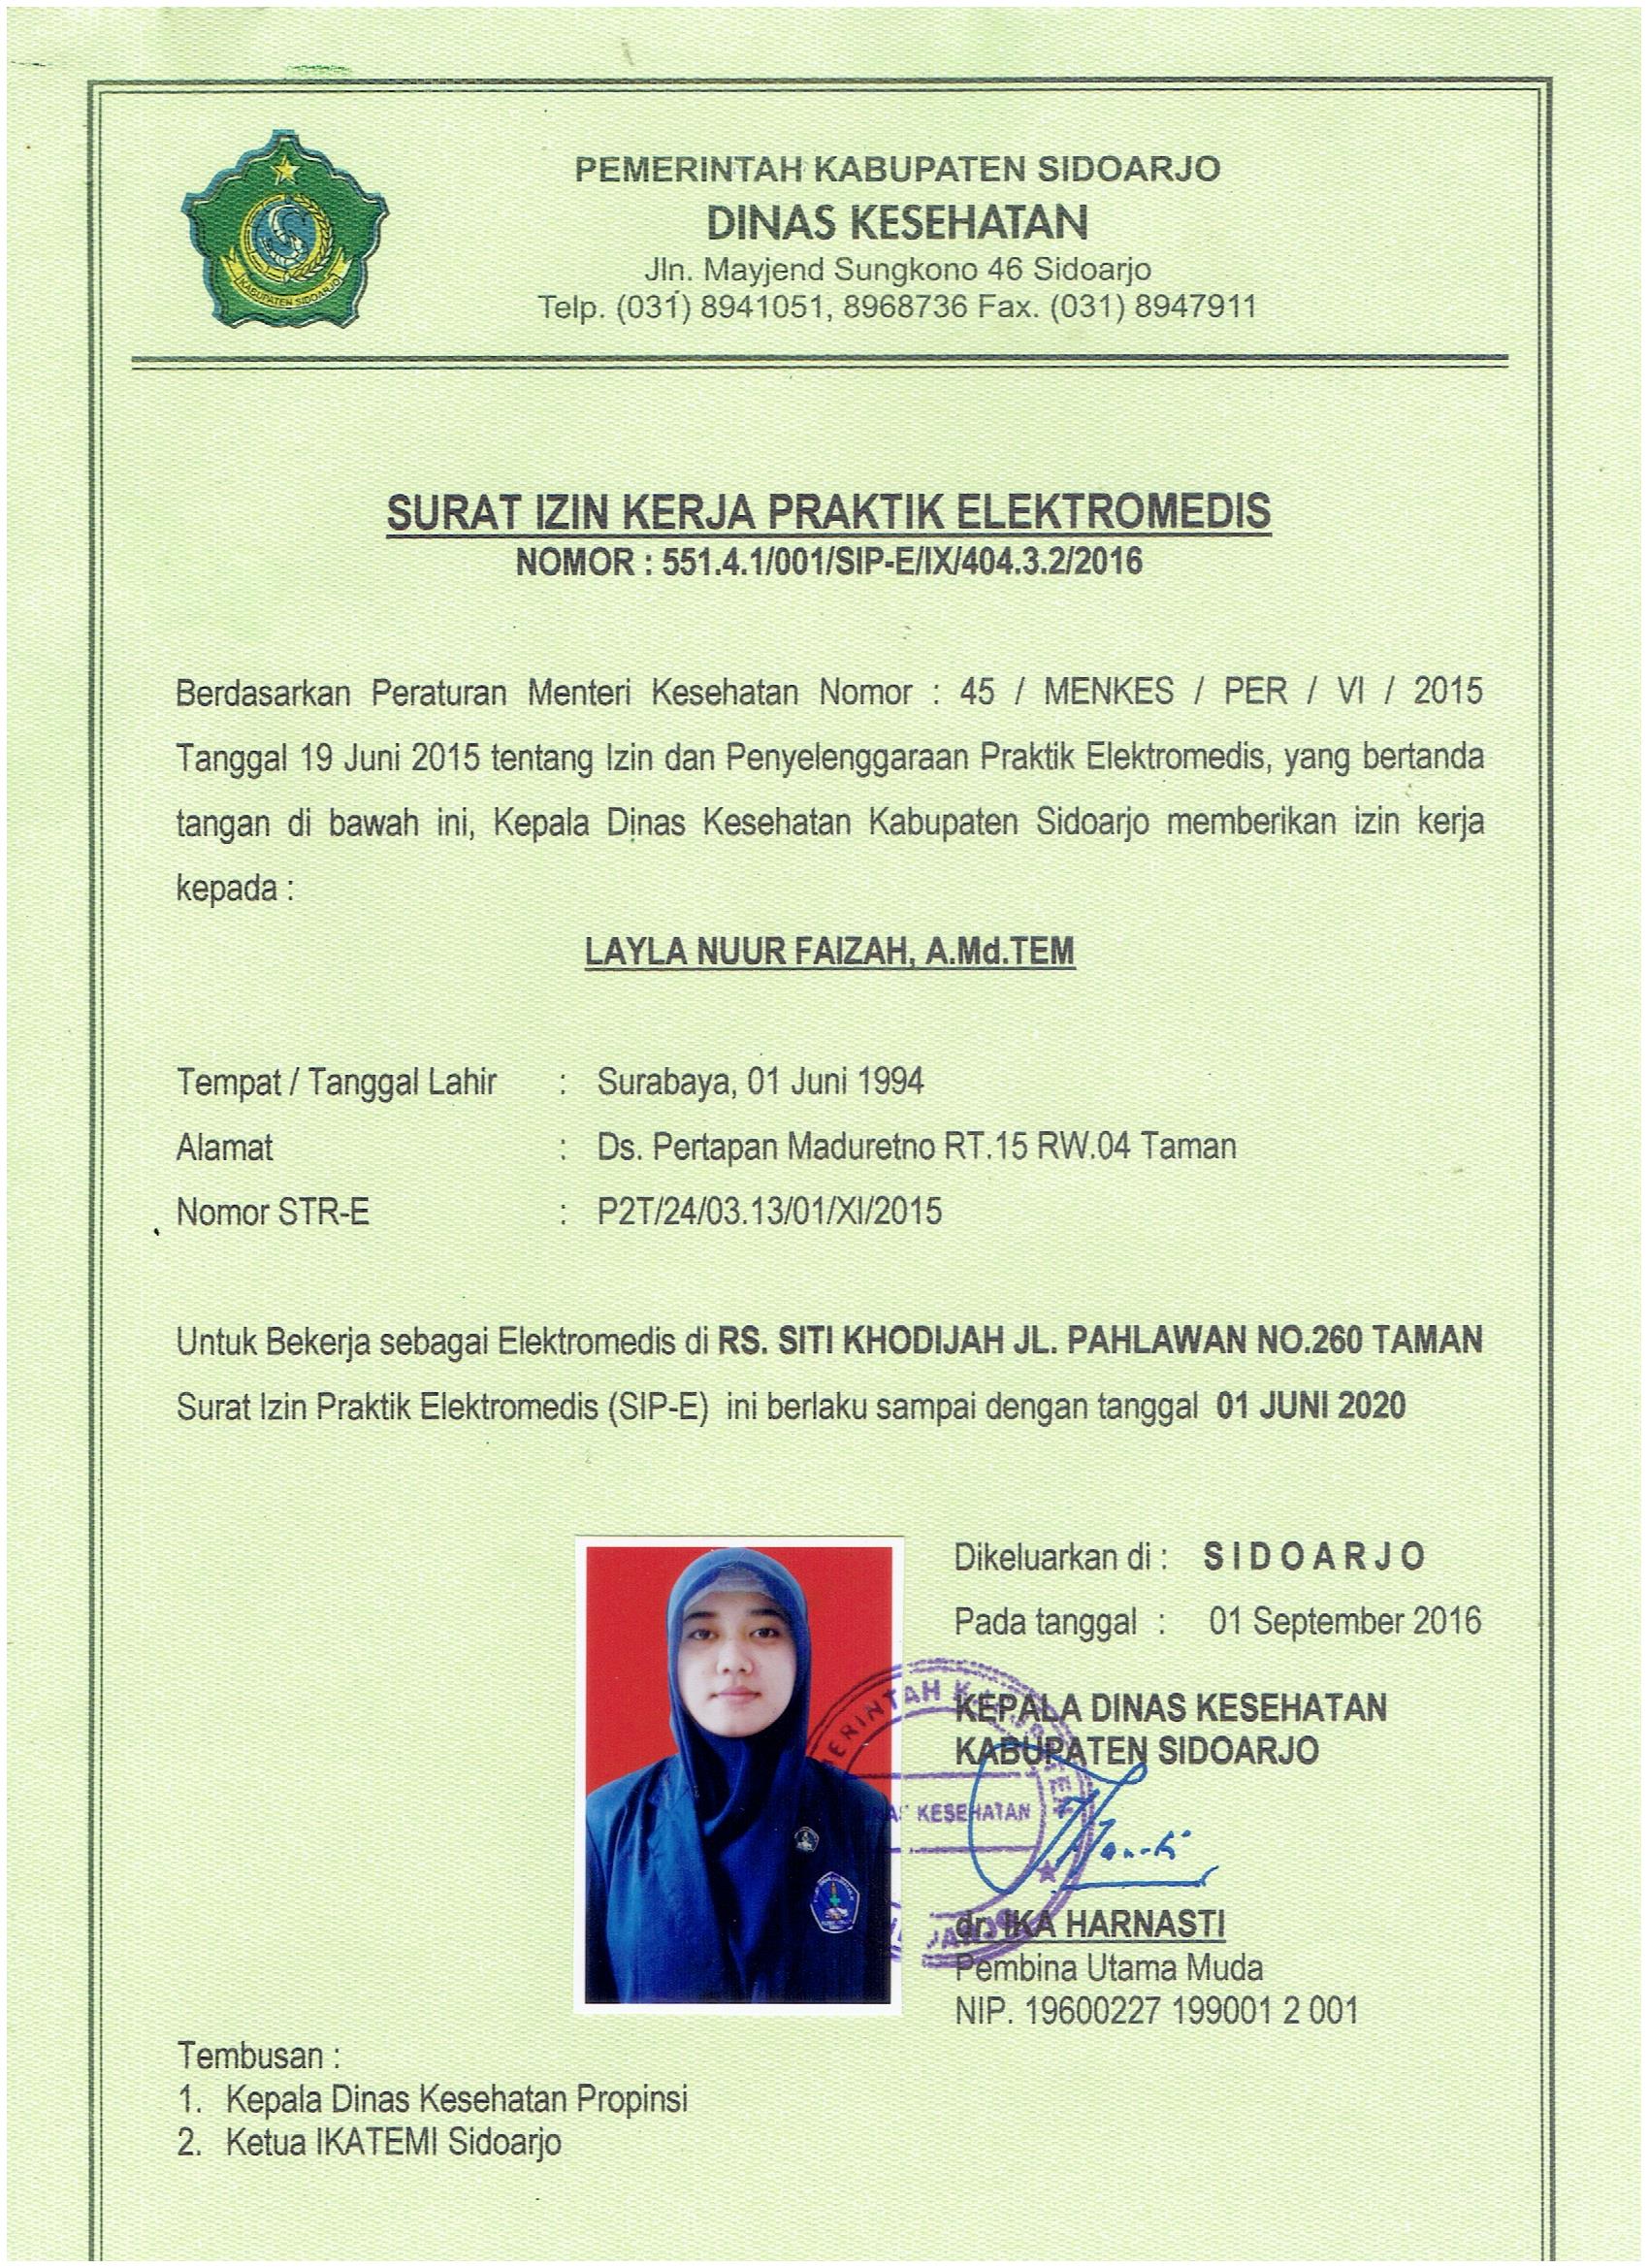 PEMERINTAH KABUPATEN SIDOARJO
DINAS KESEHATAN
Jln. Mayjend Sungkono 46 Sidoarjo
Telp. (031) 8941051, 8968736 Fax. (031) 8947911
KABUPATEN SIDOARJO
SURAT IZIN KERJA PRAKTIK ELEKTROMEDIS
NOMOR : 551.4.1/001/SIP-E/IX/404.3.2/2016
Berdasarkan Peraturan Menteri Kesehatan Nomor : 45 / MENKES / PER / VI / 2015
Tanggal 19 Juni 2015 tentang Izin dan Penyelenggaraan Praktik Elektromedis, yang bertanda
tangan di bawah ini, Kepala Dinas Kesehatan Kabupaten Sidoarjo memberikan izin kerja
kepada :
LAYLA NUUR FAIZAH, A.Md.TEM
Tempat / Tanggal Lahir : Surabaya, 01 Juni 1994
Alamat : Ds. Pertapan Maduretno RT.15 RW.04 Taman
Nomor STR-E : P2T/24/03.13/01/XI/2015
Untuk Bekerja sebagai Elektromedis di RS. SITI KHODIJAH JL. PAHLAWAN NO.260 TAMAN
Surat Izin Praktik Elektromedis (SIP-E) ini berlaku sampai dengan tanggal 01 JUNI 2020
Dikeluarkan di : SIDOARJO
Pada tanggal : 01 September 2016
KEPALA DINAS KESEHATAN
KABUPATEN SIDOARJO
KESEHATAN
dr. IKA HARNASTI
Pembina Utama Muda
NIP. 19600227 199001 2 001
Tembusan :
1. Kepala Dinas Kesehatan Propinsi
2. Ketua IKATEMI Sidoarjo